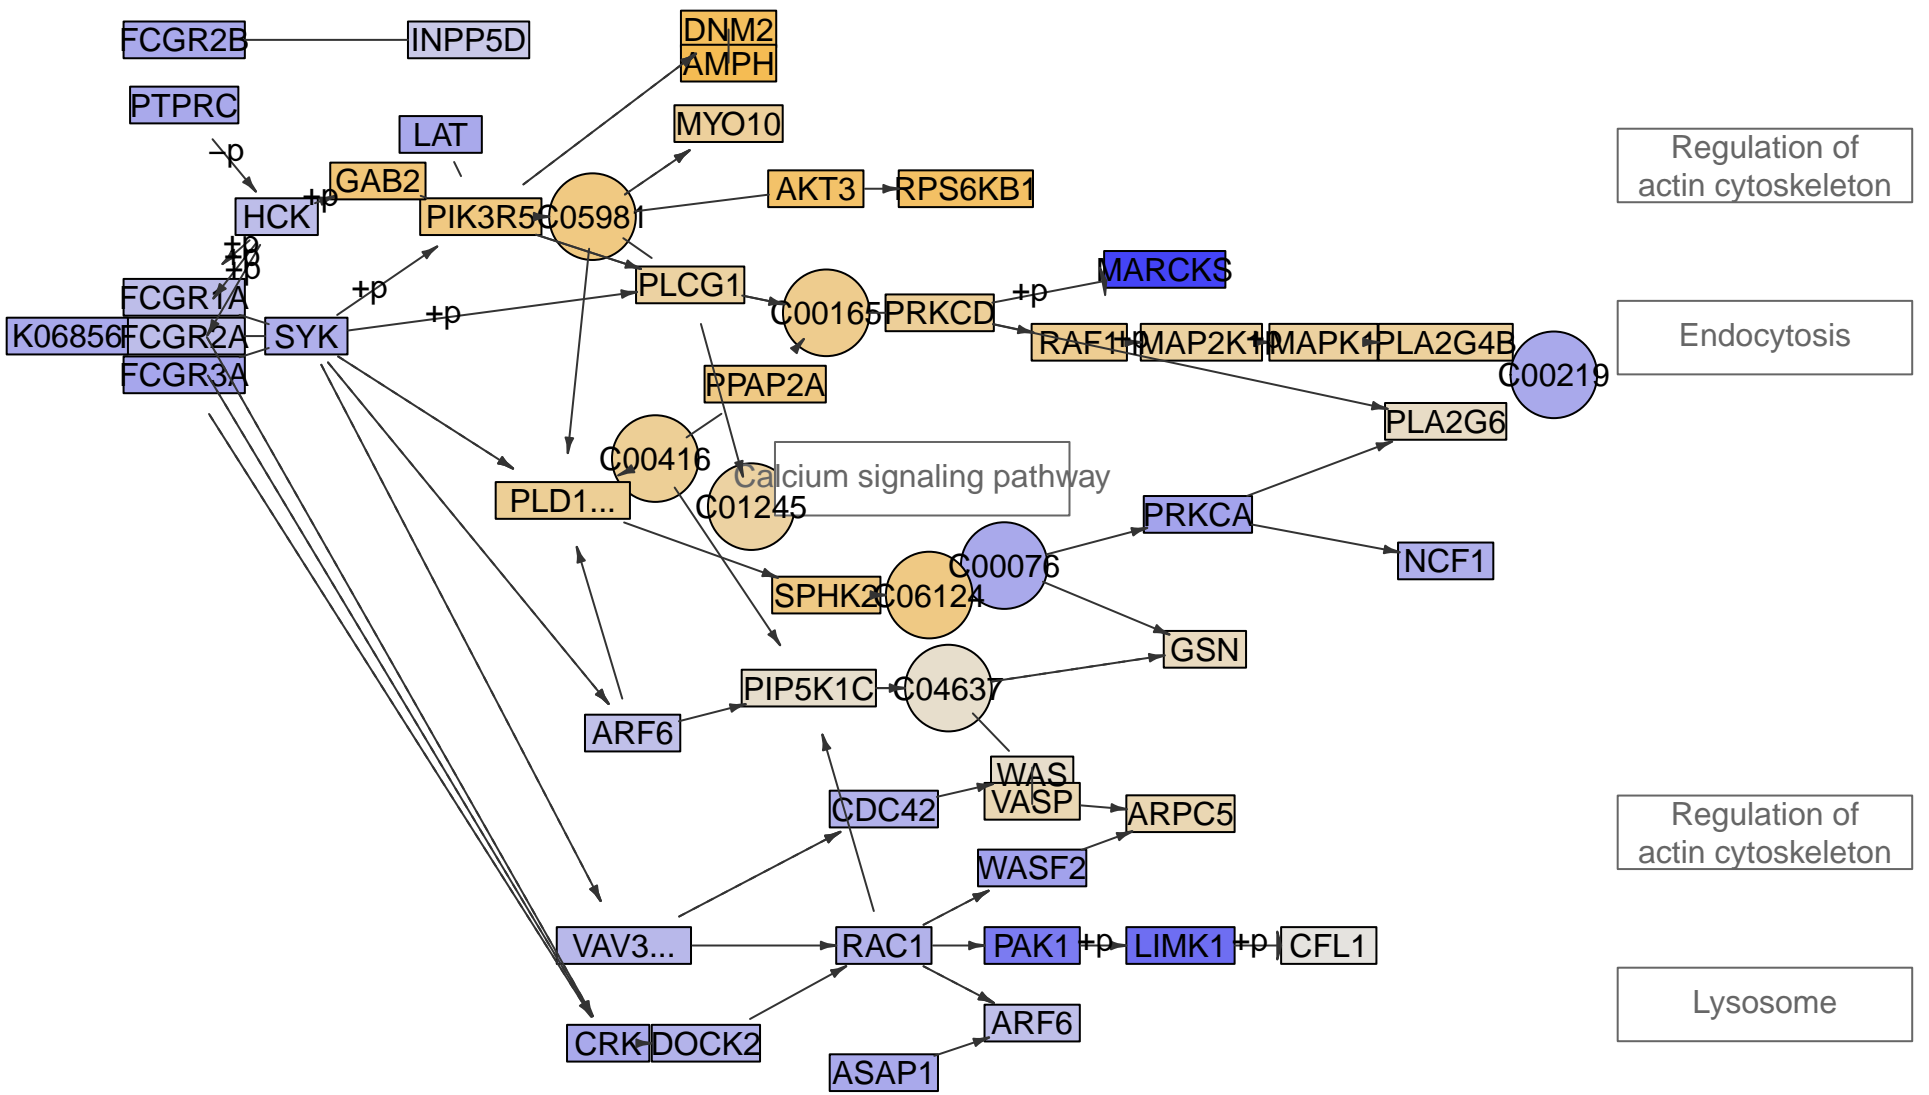 FCGR2B
INPP5D
DNM2
AMPH
PTPRC
LAT
MYO10
Regulation of
actin cytoskeleton
–p
GAB2
+p
HCK
PIK3R5
C05981
AKT3
RPS6KB1
+p
+p
+p
MARCKS
PLCG1
+p
+p
+p
FCGR1A
C00165
PRKCD
K06856
FCGR2A
SYK
RAF1
+p
MAP2K1
+p
MAPK1
PLA2G4B
Endocytosis
FCGR3A
PPAP2A
C00219
PLA2G6
C00416
Calcium signaling pathway
PLD1...
C01245
PRKCA
C00076
NCF1
SPHK2
C06124
GSN
PIP5K1C
C04637
ARF6
WAS
VASP
CDC42
ARPC5
Regulation of
actin cytoskeleton
WASF2
VAV3...
RAC1
PAK1
+p
LIMK1
+p
CFL1
Lysosome
ARF6
CRK
DOCK2
ASAP1